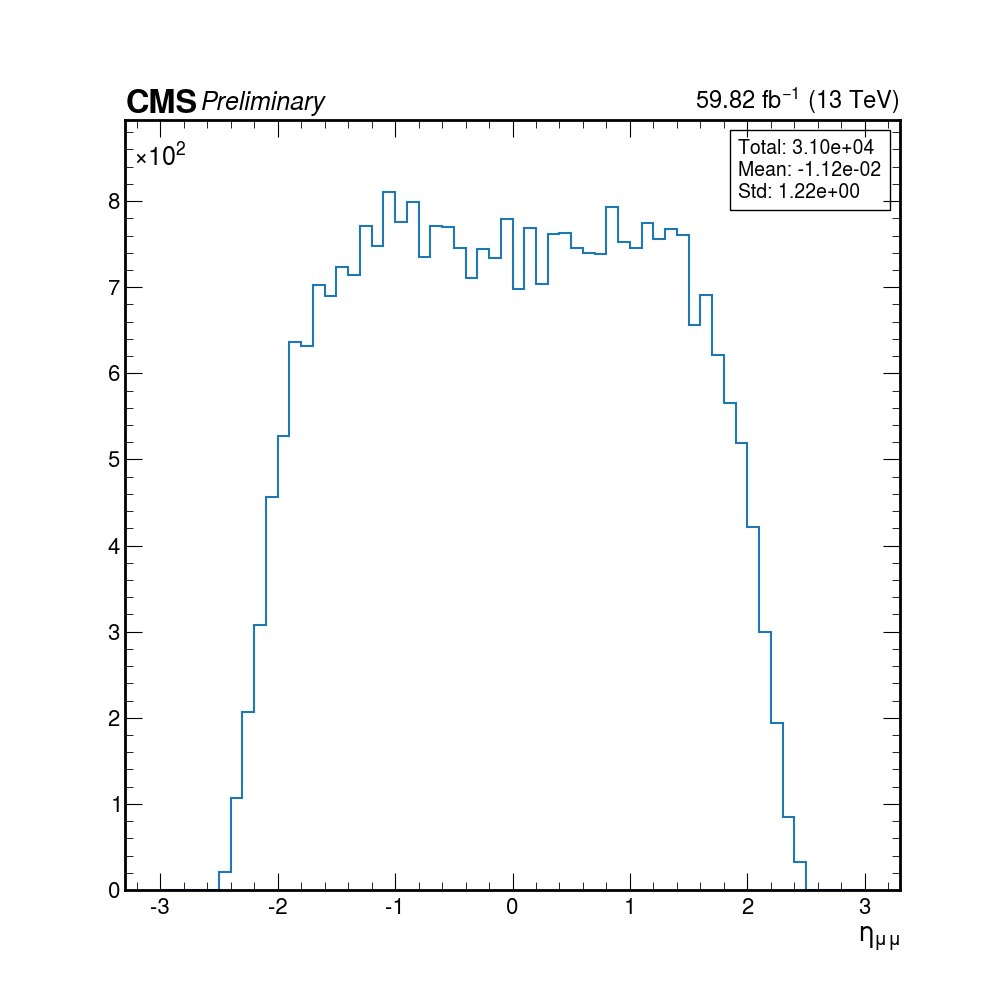 CMS Preliminary
59.82 fb⁻¹ (13 TeV)
×10²
Total: 3.10e+04
Mean: -1.12e-02
Std: 1.22e+00
8
7
6
5
4
3
2
1
0
-3 -2 -1 0 1 2 3
ημμ